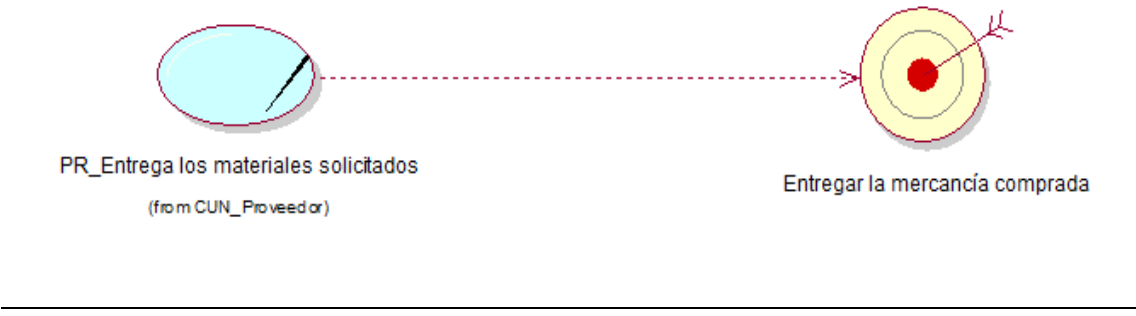 PR_Entrega los materiales solicitados
(from CUN_Proveedor)
Entregar la mercancía comprada